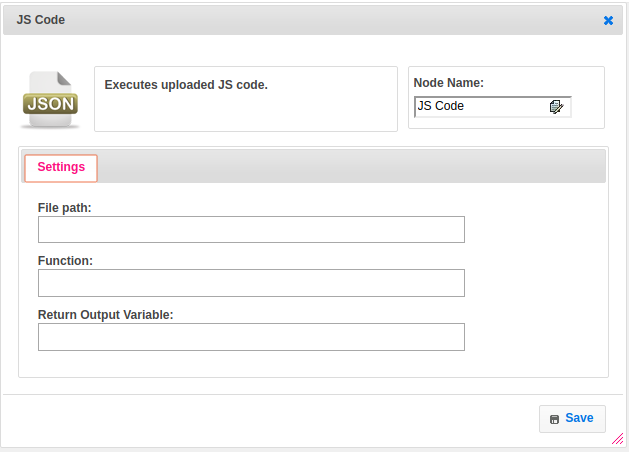 JS Code
JSON
Executes uploaded JS code.
Node Name:
JS Code
Settings
File path:
Function:
Return Output Variable:
Save